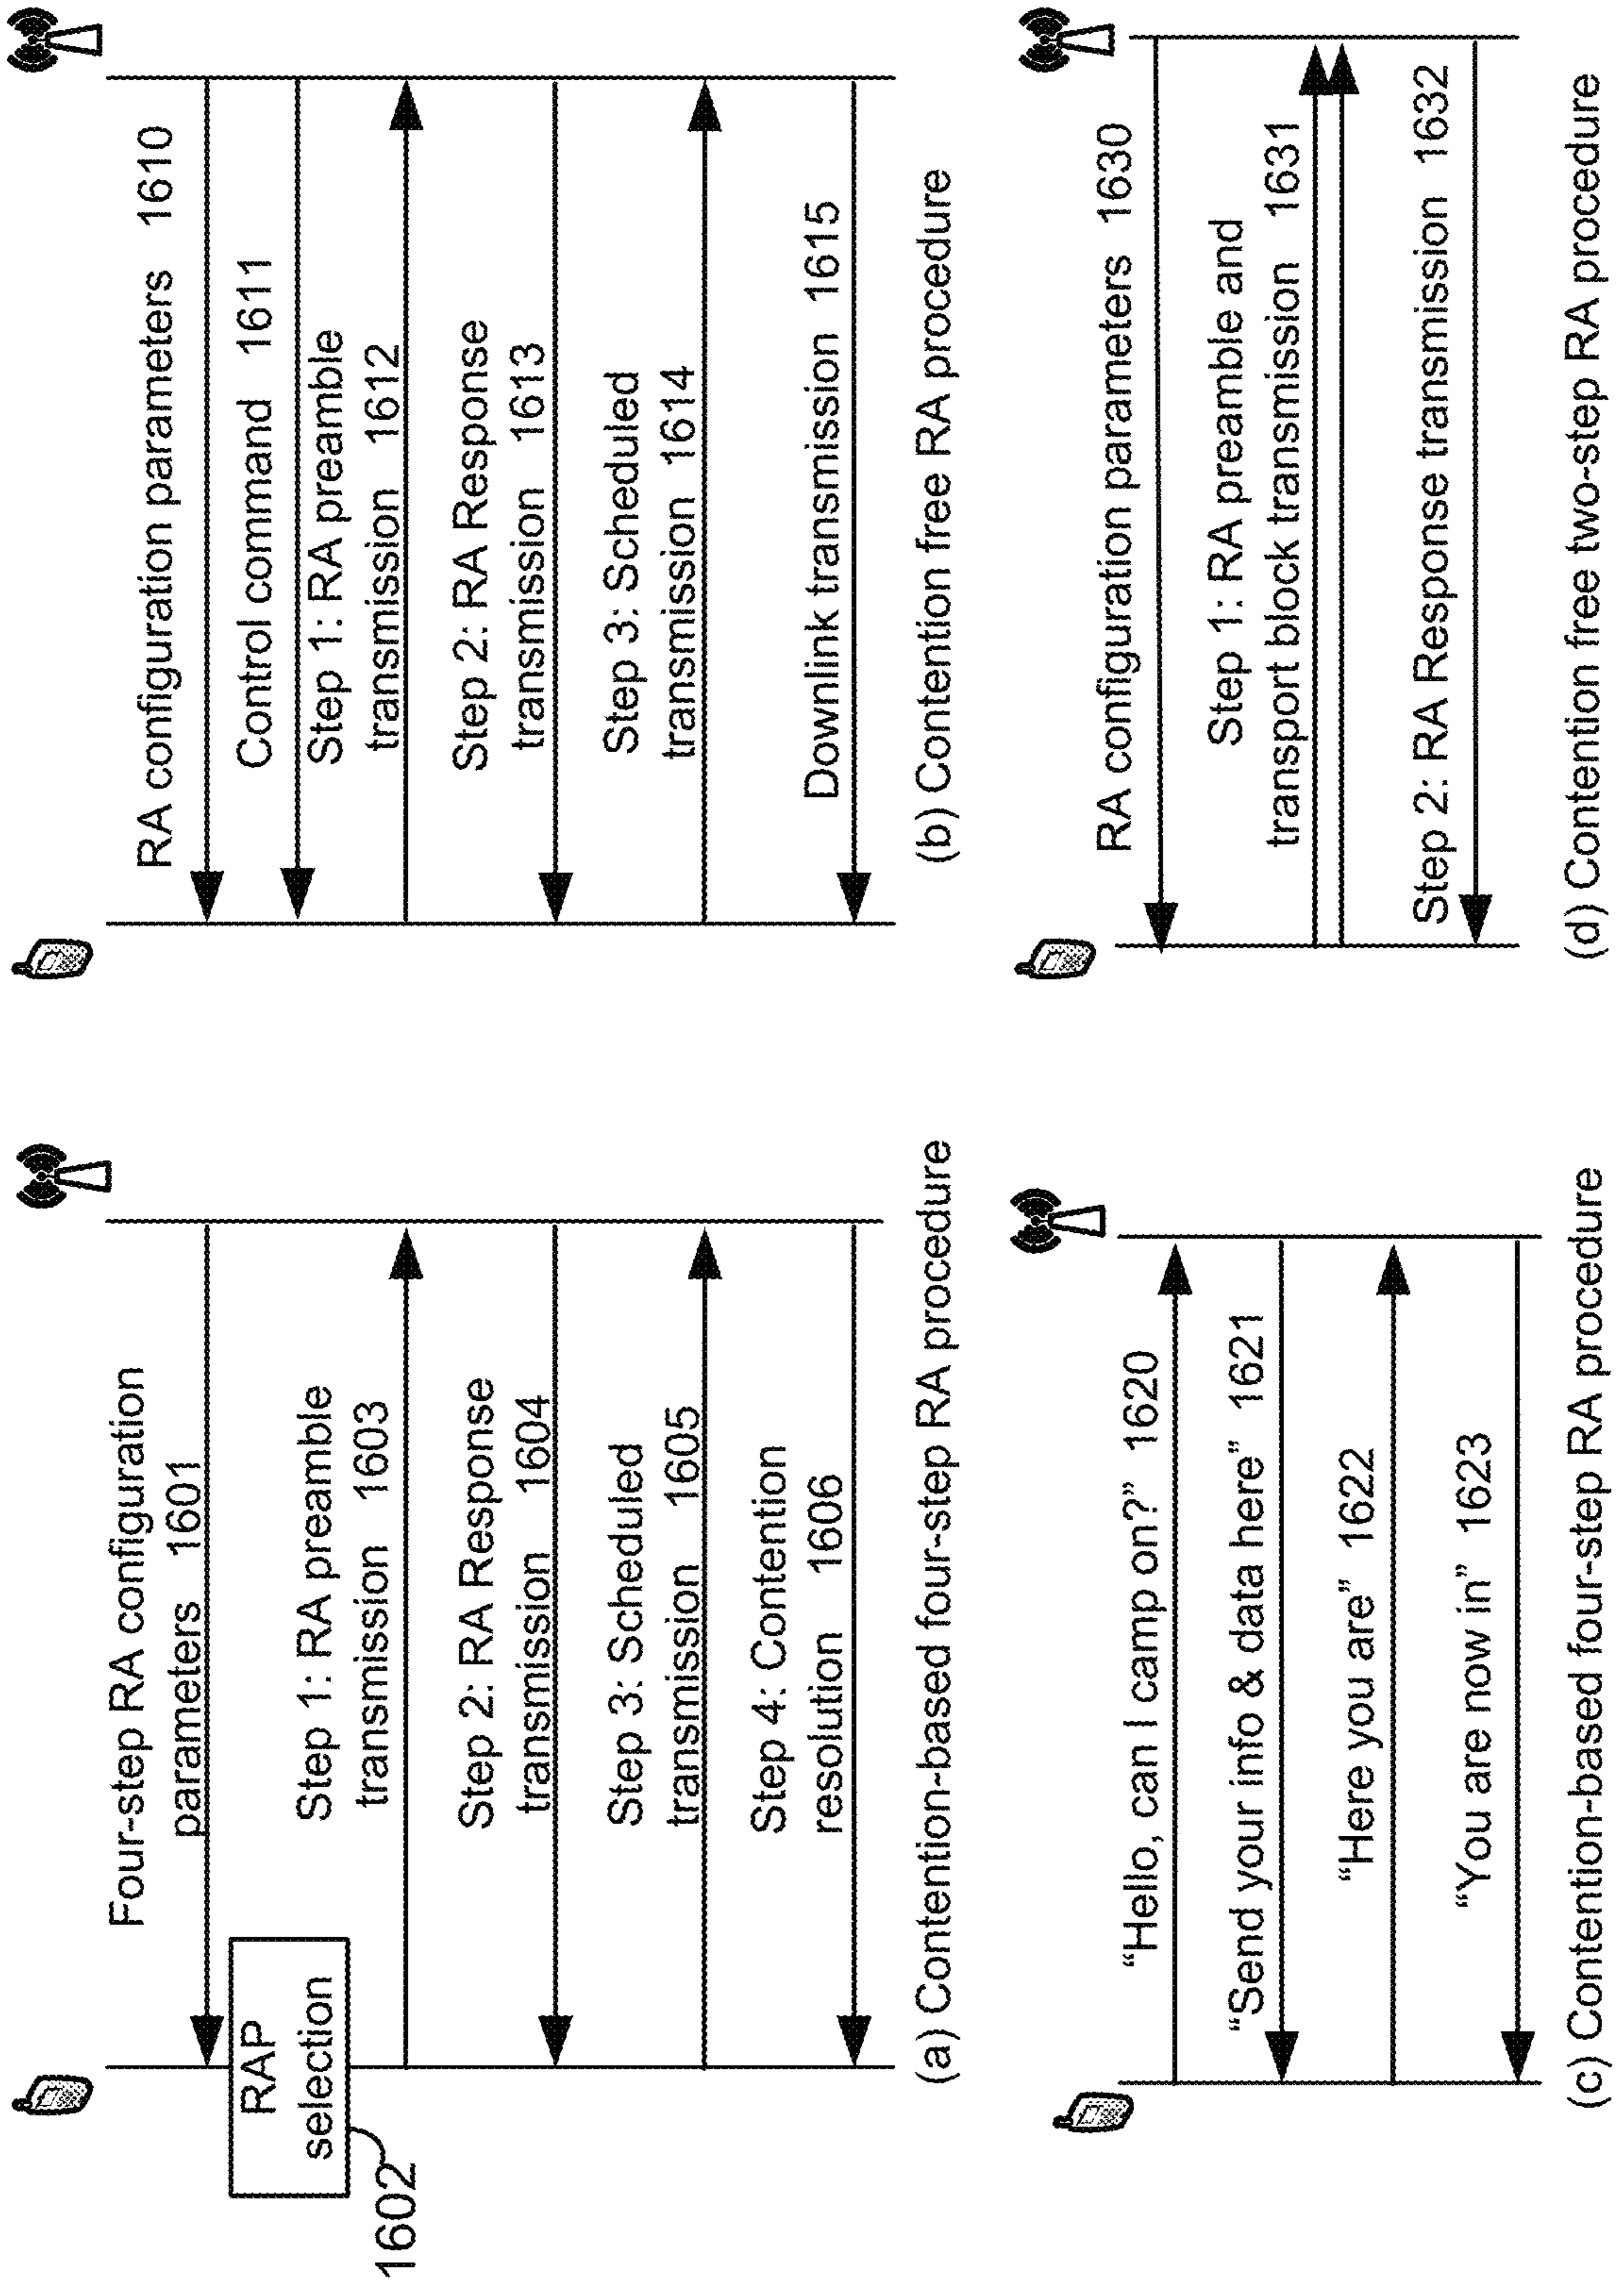 Four-step RA configuration
parameters 1601
RAP
selection
1602
Step 1: RA preamble
transmission 1603
Step 2: RA Response
transmission 1604
Step 3: Scheduled
transmission 1605
Step 4: Contention
resolution 1606
(a) Contention-based four-step RA procedure
RA configuration parameters 1610
Control command 1611
Step 1: RA preamble
transmission 1612
Step 2: RA Response
transmission 1613
Step 3: Scheduled
transmission 1614
Downlink transmission 1615
(b) Contention free RA procedure
“Hello, can I camp on?” 1620
“Send your info & data here” 1621
“Here you are” 1622
“You are now in” 1623
(c) Contention-based four-step RA procedure
RA configuration parameters 1630
Step 1: RA preamble and
transport block transmission 1631
Step 2: RA Response transmission 1632
(d) Contention free two-step RA procedure